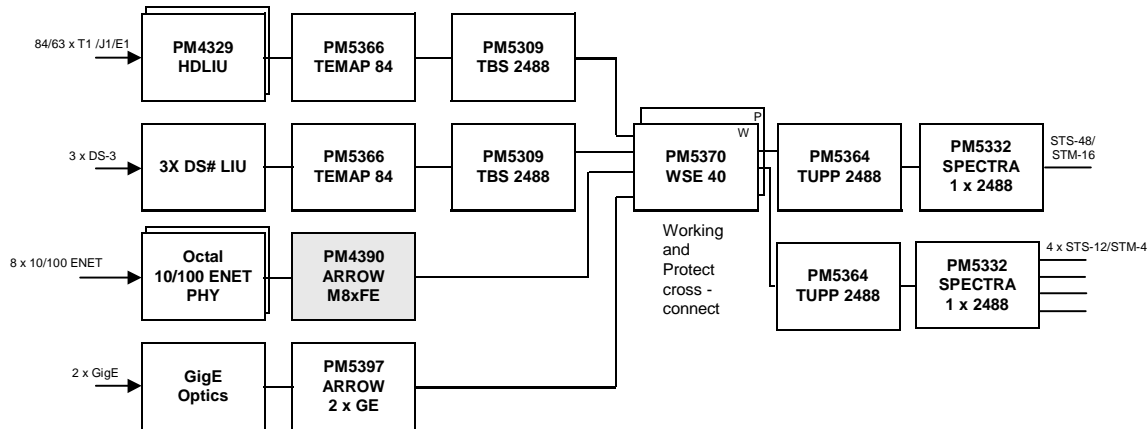 84/63 x T1 /J1/E1
PM4329
HDLIU
PM5366
TEMAP 84
PM5309
TBS 2488
3 x DS-3
3X DS# LIU
PM5366
TEMAP 84
PM5309
TBS 2488
P
W
PM5370
WSE 40
PM5364
TUPP 2488
PM5332
SPECTRA
1 x 2488
STS-48/
STM-16
8 x 10/100 ENET
Octal
10/100 ENET
PHY
PM4390
ARROW
M8xFE
Working
and
Protect
cross -
connect
PM5364
TUPP 2488
PM5332
SPECTRA
1 x 2488
4 x STS-12/STM-4
2 x GigE
GigE
Optics
PM5397
ARROW
2 x GE